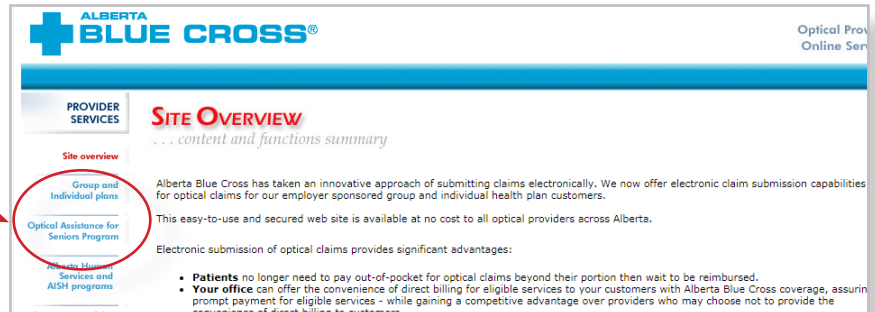 ALBERTA
BLUE CROSS®
Optical Prov
Online Ser
PROVIDER
SERVICES
Site overview
Group and
Individual plans
Optical Assistance for
Seniors Program
Alberta Human
Services and
AISH programs
SITE OVERVIEW
. . . content and functions summary
Alberta Blue Cross has taken an innovative approach of submitting claims electronically. We now offer electronic claim submission capabilities
for optical claims for our employer sponsored group and individual health plan customers.
This easy-to-use and secured web site is available at no cost to all optical providers across Alberta.
Electronic submission of optical claims provides significant advantages:
• Patients no longer need to pay out-of-pocket for optical claims beyond their portion then wait to be reimbursed.
• Your office can offer the convenience of direct billing for eligible services to your customers with Alberta Blue Cross coverage, assurin
prompt payment for eligible services - while gaining a competitive advantage over providers who may choose not to provide the
convenience of direct billing to customers